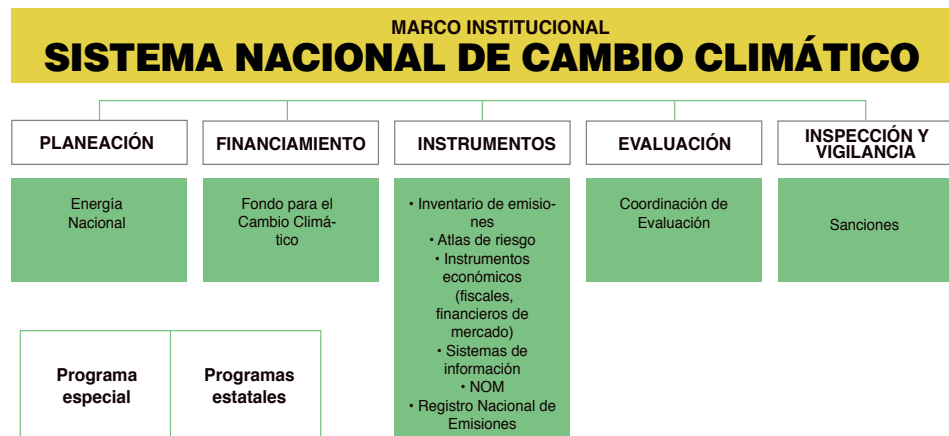 MARCO INSTITUCIONAL
SISTEMA NACIONAL DE CAMBIO CLIMÁTICO
PLANEACIÓN
FINANCIAMIENTO
INSTRUMENTOS
EVALUACIÓN
INSPECCIÓN Y
VIGILANCIA
Energía
Nacional
Fondo para el
Cambio Climá-
tico
• Inventario de emisio-
nes
• Atlas de riesgo
• Instrumentos
económicos
(fiscales,
financieros de
mercado)
• Sistemas de
información
• NOM
• Registro Nacional de
Emisiones
Coordinación de
Evaluación
Sanciones
Programa
especial
Programas
estatales